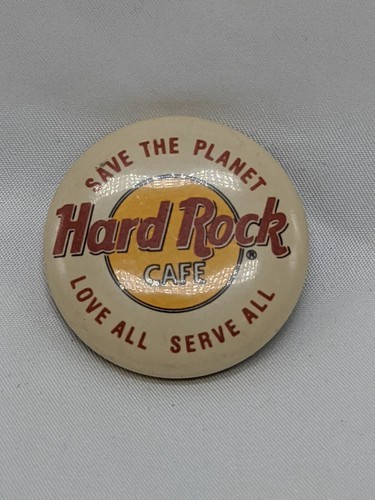 SAVE THE PLANET
Hard Rock
CAFE
®
LOVE ALL SERVE ALL